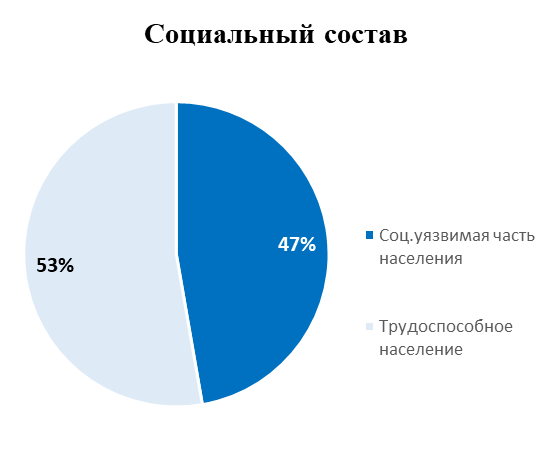 Социальный состав
47%
53%
Соц.уязвимая часть
населения
Трудоспособное
население